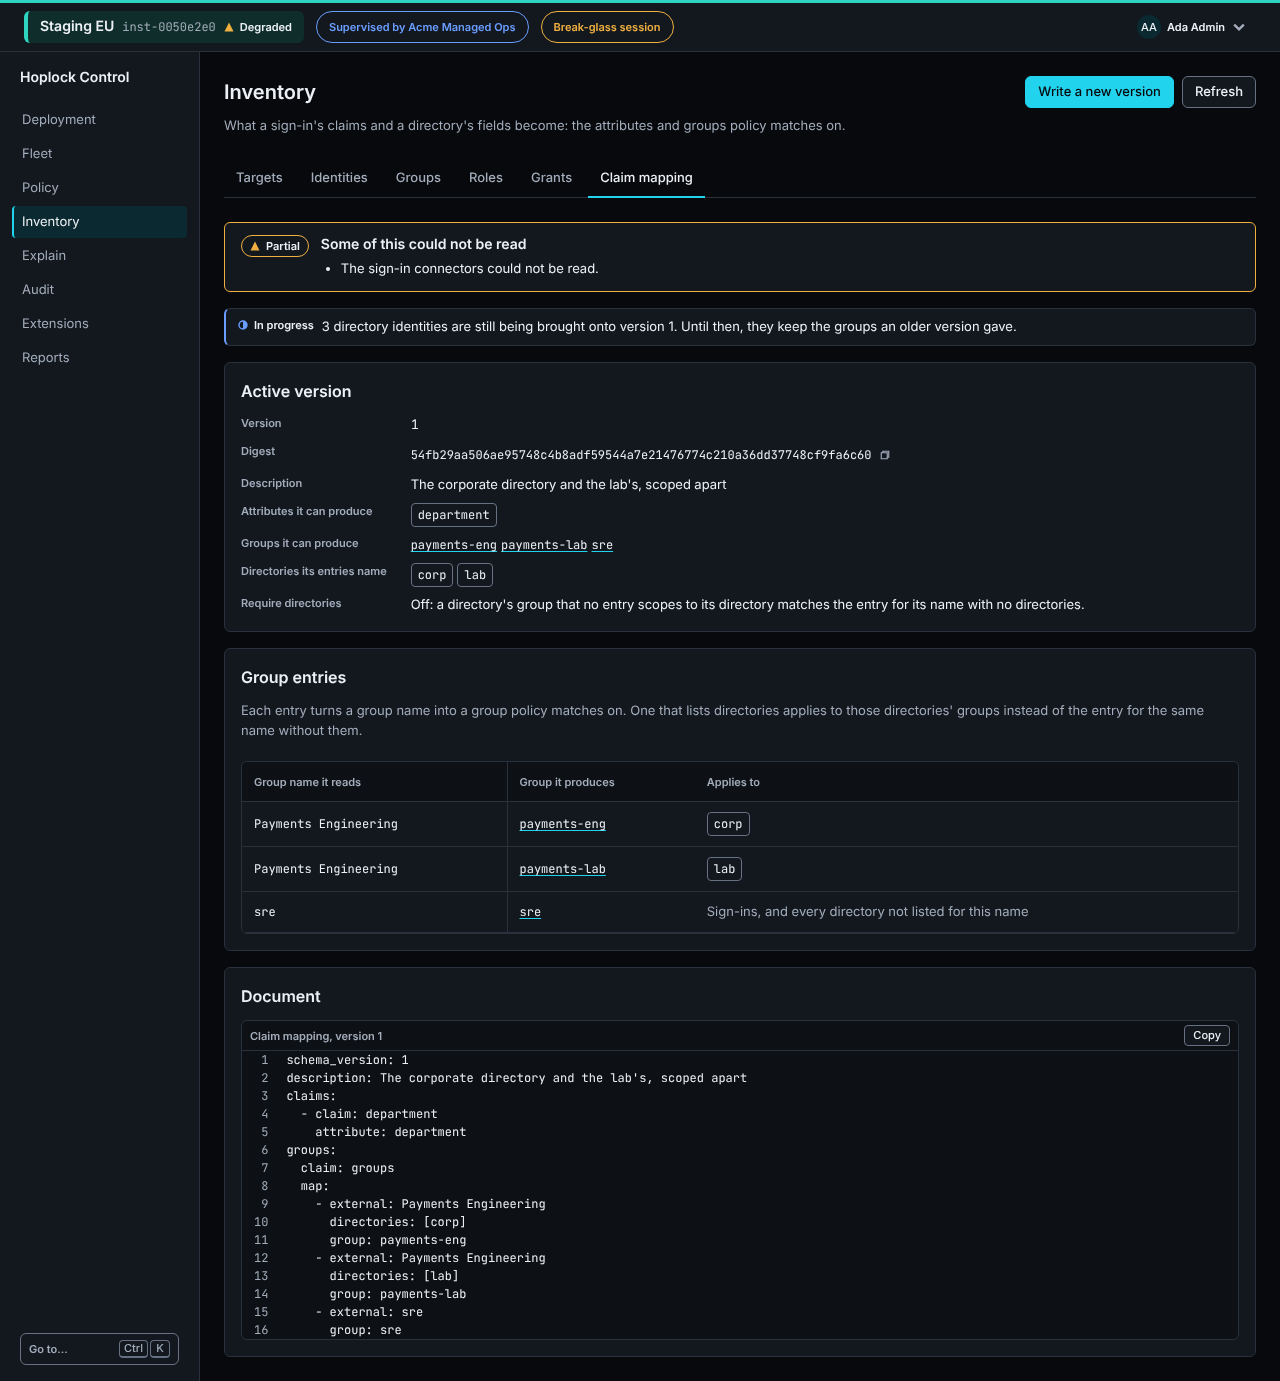 Staging EU inst-0050e2e0 Degraded Supervised by Acme Managed Ops Break-glass session AA Ada Admin
Hoplock Control
Deployment
Fleet
Policy
Inventory
Explain
Audit
Extensions
Reports
Go to... Ctrl K
Inventory
Write a new version Refresh
What a sign-in's claims and a directory's fields become: the attributes and groups policy matches on.
Targets Identities Groups Roles Grants Claim mapping
Partial Some of this could not be read
• The sign-in connectors could not be read.
In progress 3 directory identities are still being brought onto version 1. Until then, they keep the groups an older version gave.
Active version
Version 1
Digest 54fb29aa506ae95748c4b8adf59544a7e21476774c210a36dd37748cf9fa6c60
Description The corporate directory and the lab's, scoped apart
Attributes it can produce department
Groups it can produce payments-eng payments-lab sre
Directories its entries name corp lab
Require directories Off: a directory's group that no entry scopes to its directory matches the entry for its name with no directories.
Group entries
Each entry turns a group name into a group policy matches on. One that lists directories applies to those directories' groups instead of the entry for the same
name without them.
Group name it reads Group it produces Applies to
Payments Engineering payments-eng corp
Payments Engineering payments-lab lab
sre sre Sign-ins, and every directory not listed for this name
Document
Claim mapping, version 1 Copy
1 schema_version: 1
2 description: The corporate directory and the lab's, scoped apart
3 claims:
4 - claim: department
5 attribute: department
6 groups:
7 claim: groups
8 map:
9 - external: Payments Engineering
10 directories: [corp]
11 group: payments-eng
12 - external: Payments Engineering
13 directories: [lab]
14 group: payments-lab
15 - external: sre
16 group: sre